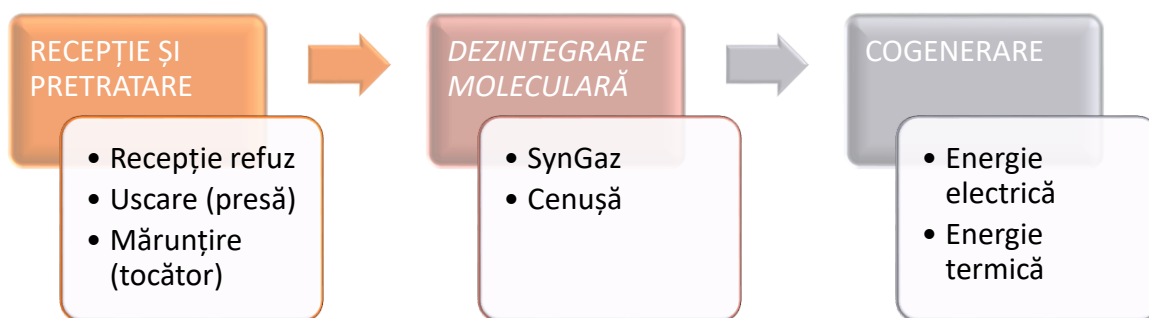 RECEPȚIE ȘI
PRETRATARE
• Recepție refuz
• Uscare (presă)
• Mărunțire
(tocător)
DEZINTEGRARE
MOLECULARĂ
• SynGaz
• Cenușă
COGENERARE
• Energie
electrică
• Energie
termică